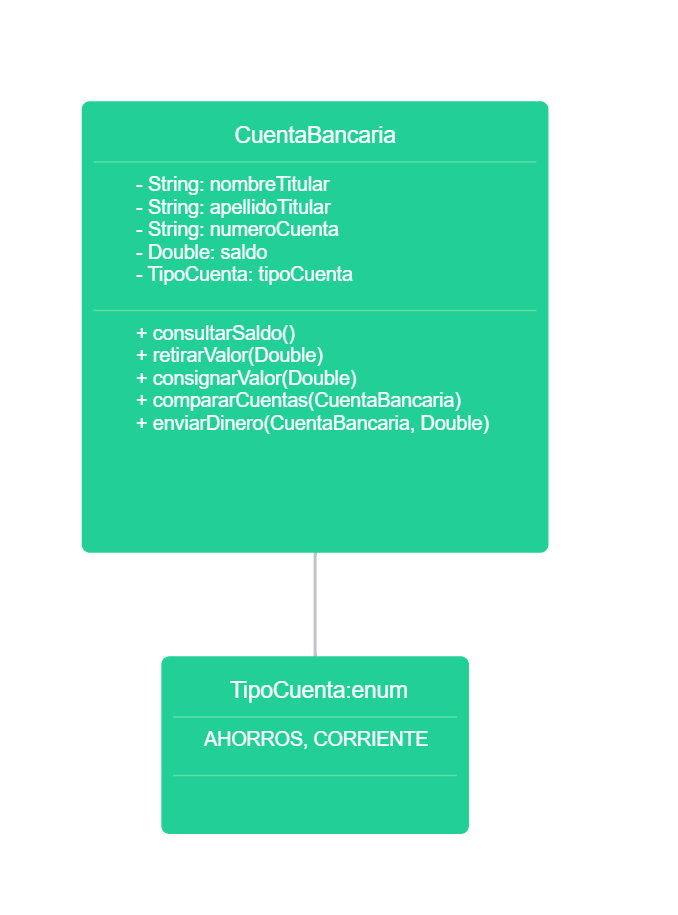 CuentaBancaria
- String: nombreTitular
- String: apellidoTitular
- String: numeroCuenta
- Double: saldo
- TipoCuenta: tipoCuenta
+ consultarSaldo()
+ retirarValor(Double)
+ consignarValor(Double)
+ compararCuentas(CuentaBancaria)
+ enviarDinero(CuentaBancaria, Double)
TipoCuenta:enum
AHORROS, CORRIENTE